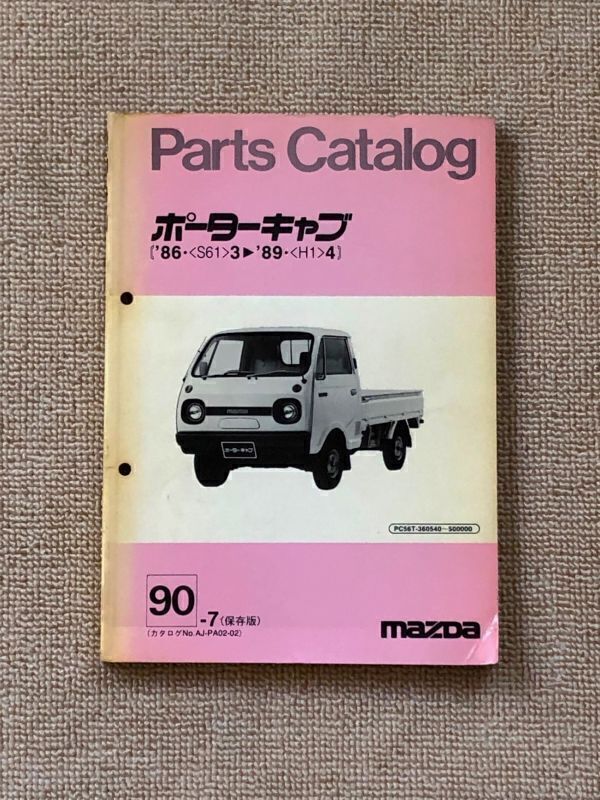 Parts Catalog
ポーターキャブ
['86・<S61>3▶'89・<H1>4]
mazda
ポーターキャブ
PC56T-360540〜500000
90-7(保存版)
(カタログNo.AJ-PA02-02)
mazda